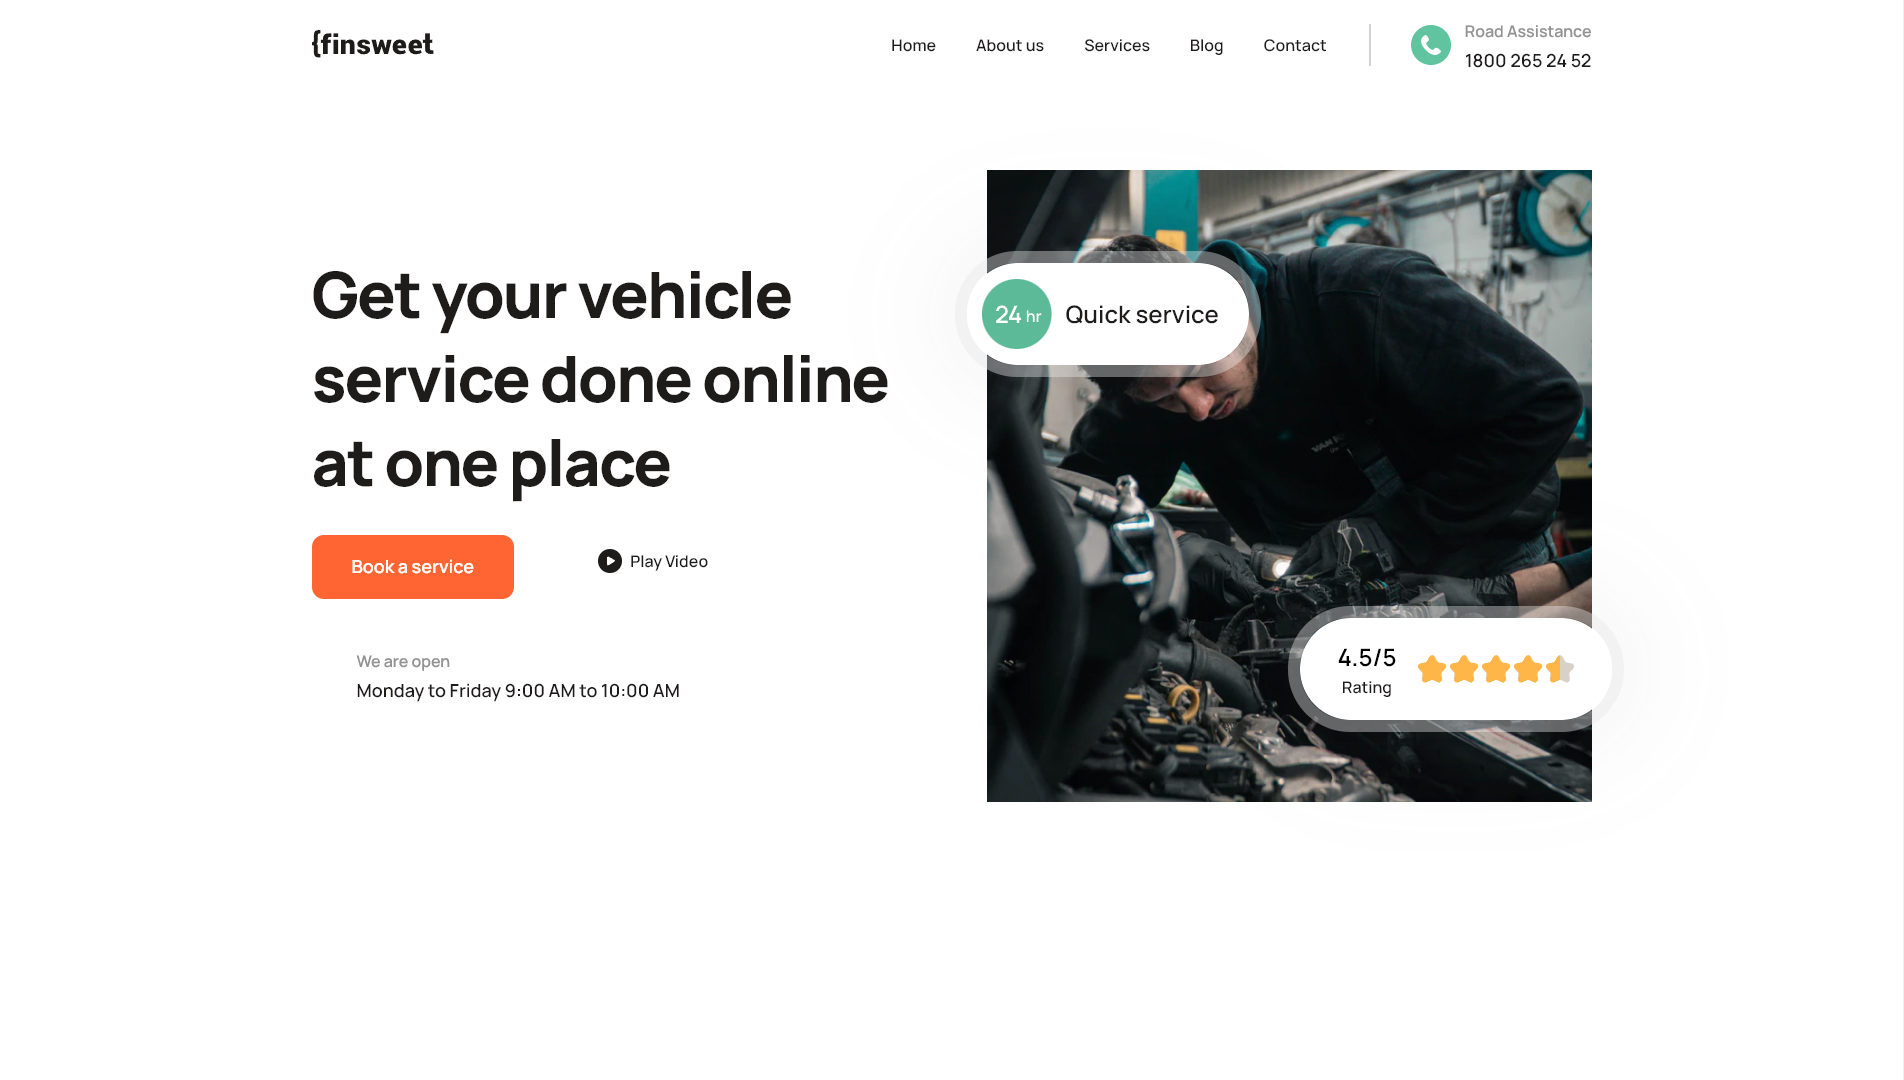 {finsweet
Home
About us
Services
Blog
Contact
Road Assistance
1800 265 24 52
Get your vehicle
service done online
at one place
Book a service
Play Video
We are open
Monday to Friday 9:00 AM to 10:00 AM
24 hr
Quick service
4.5/5
Rating